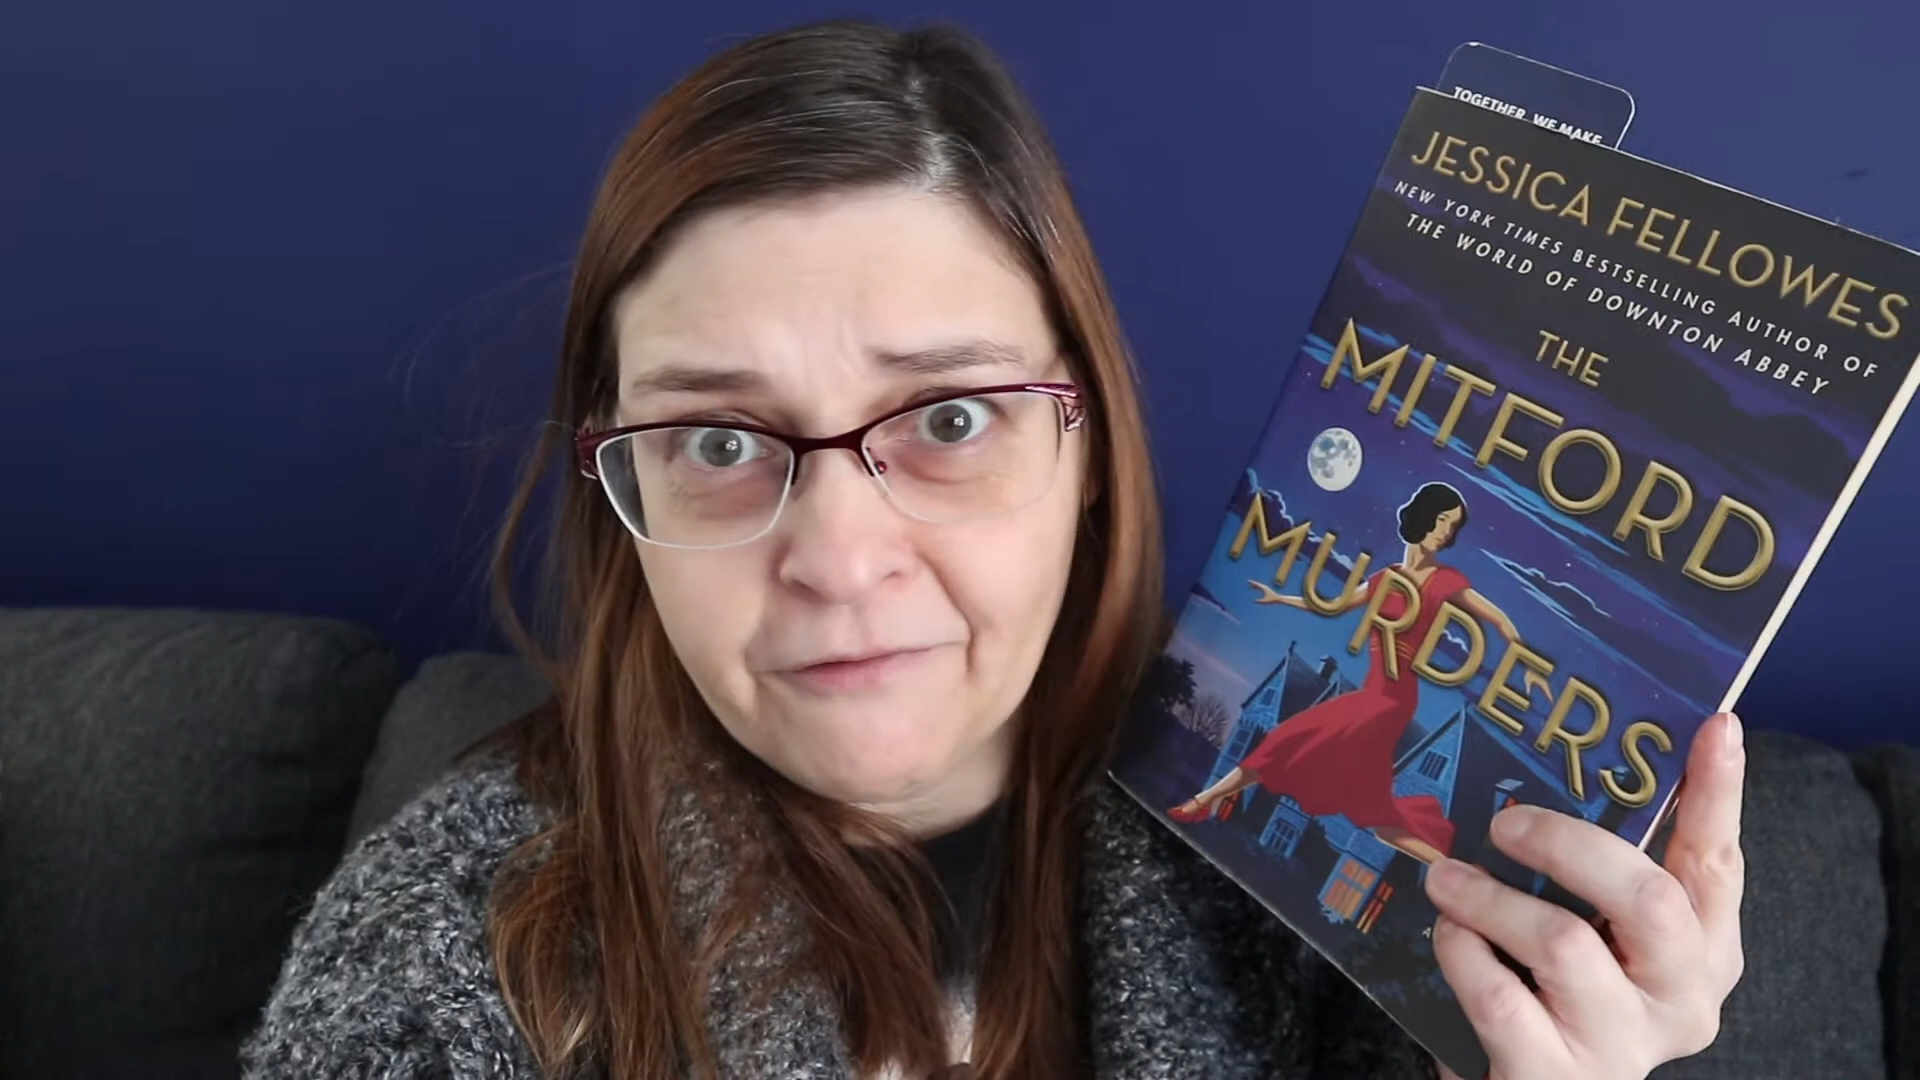 TOGETHER, WE MAKE
JESSICA FELLOWES
NEW YORK TIMES BESTSELLING AUTHOR OF
THE WORLD OF DOWNTON ABBEY
THE
MITFORD
MURDERS
A